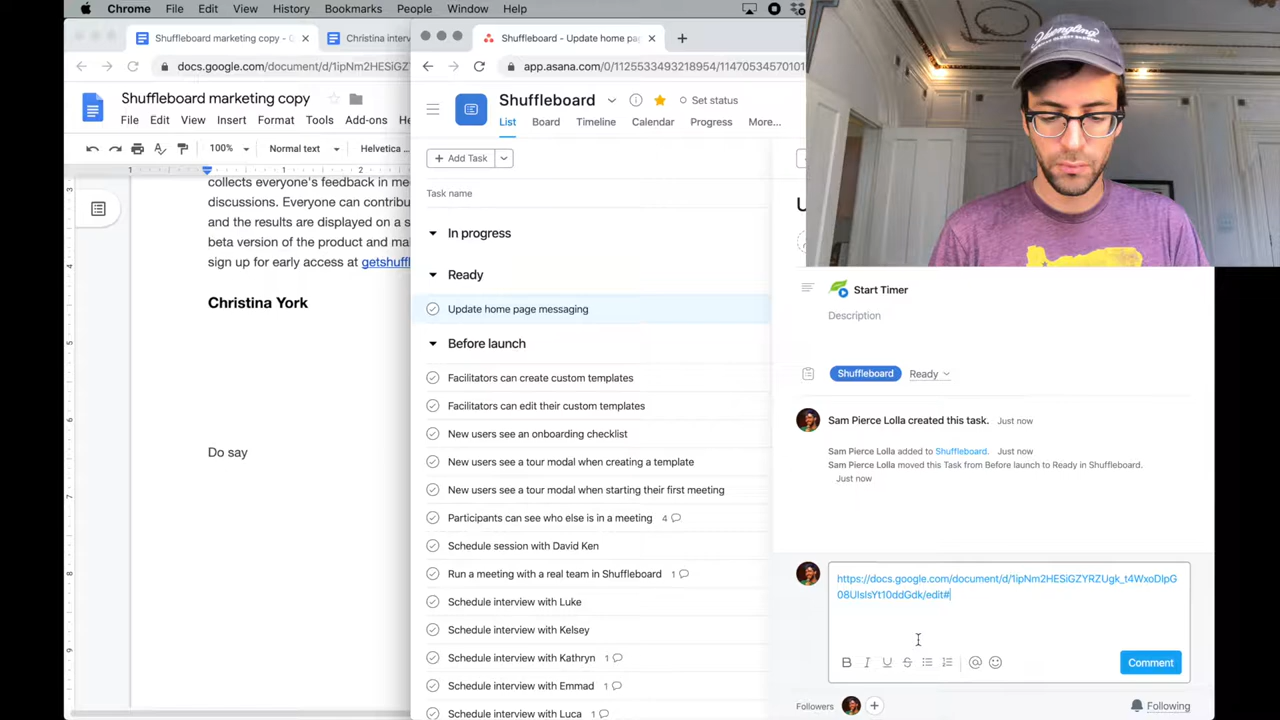 Chrome File Edit View History Bookmarks People Window Help
Shuffleboard marketing copy - G
Christina interv
docs.google.com/document/d/1ipNm2HESiGZ
Shuffleboard marketing copy
File Edit View Insert Format Tools Add-ons
100% Normal text Helvetica ...
collects everyone's feedback in me
discussions. Everyone can contribu
and the results are displayed on a s
beta version of the product and ma
sign up for early access at getshuffl
Christina York
Do say
Shuffleboard - Update home pag
app.asana.com/0/1125533493218954/11470534570101
Shuffleboard Set status
List Board Timeline Calendar Progress More...
+ Add Task
Task name
In progress
Ready
Update home page messaging
Before launch
Facilitators can create custom templates
Facilitators can edit their custom templates
New users see an onboarding checklist
New users see a tour modal when creating a template
New users see a tour modal when starting their first meeting
Participants can see who else is in a meeting 4
Schedule session with David Ken
Run a meeting with a real team in Shuffleboard 1
Schedule interview with Luke
Schedule interview with Kelsey
Schedule interview with Kathryn 1
Schedule interview with Emmad 1
Schedule interview with Luca 1
Start Timer
Description
Shuffleboard Ready
Sam Pierce Lolla created this task. Just now
Sam Pierce Lolla added to Shuffleboard. Just now
Sam Pierce Lolla moved this Task from Before launch to Ready in Shuffleboard.
Just now
https://docs.google.com/document/d/1ipNm2HESiGZYRZUgk_t4WxoDlpG
08UIsIsYt10ddGdk/edit#
B I U S
Comment
Followers + Following
Yuengling